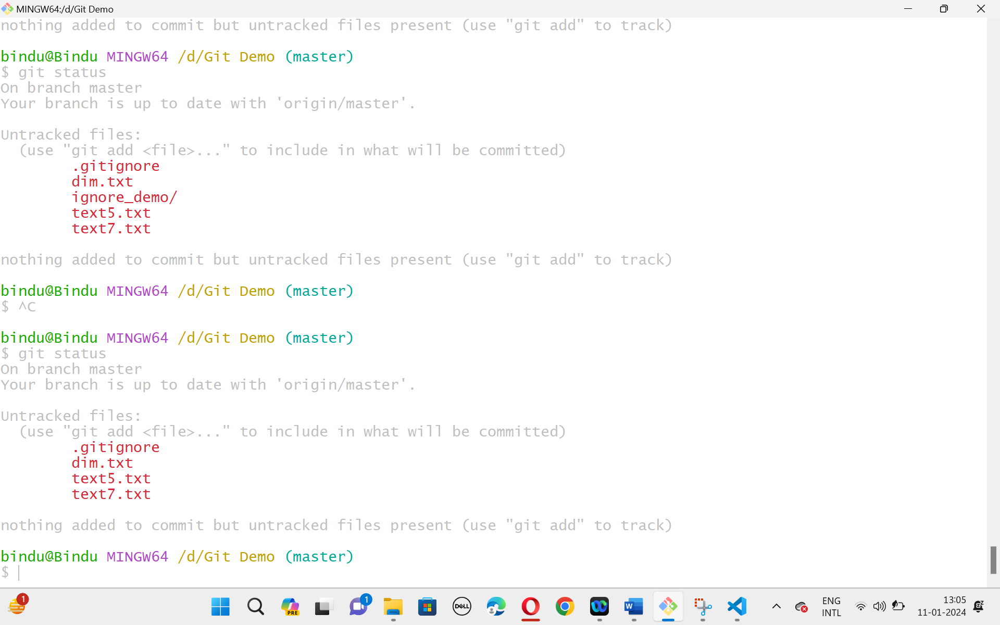 MINGW64:/d/Git Demo
nothing added to commit but untracked files present (use "git add" to track)
bindu@Bindu MINGW64 /d/Git Demo (master)
$ git status
On branch master
Your branch is up to date with 'origin/master'.
Untracked files:
(use "git add <file>..." to include in what will be committed)
.gitignore
dim.txt
ignore_demo/
text5.txt
text7.txt
nothing added to commit but untracked files present (use "git add" to track)
bindu@Bindu MINGW64 /d/Git Demo (master)
$ ^C
bindu@Bindu MINGW64 /d/Git Demo (master)
$ git status
On branch master
Your branch is up to date with 'origin/master'.
Untracked files:
(use "git add <file>..." to include in what will be committed)
.gitignore
dim.txt
text5.txt
text7.txt
nothing added to commit but untracked files present (use "git add" to track)
bindu@Bindu MINGW64 /d/Git Demo (master)
$
1
PRE
1
DELL
W
ENG
INTL
13:05
11-01-2024